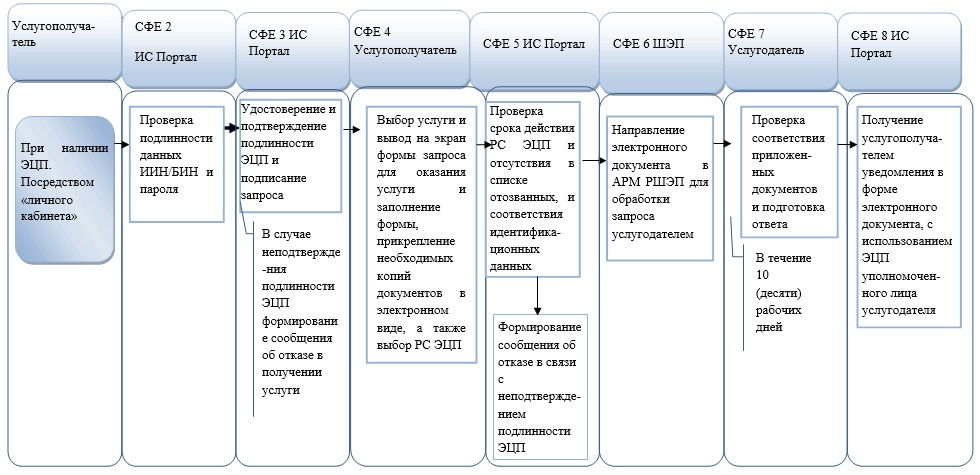 Услугополуча-
тель
СФЕ 2
ИС Портал
СФЕ 3 ИС
Портал
СФЕ 4
Услугополучатель
СФЕ 5 ИС Портал
СФЕ 6 ШЭП
СФЕ 7
Услугодатель
СФЕ 8 ИС
Портал
При наличии
ЭЦП.
Посредством
«личного
кабинета»
Проверка
подлинности
данных
ИИН/БИН и
пароля
Удостоверение и
подтверждение
подлинности
ЭЦП и
подписание
запроса
В случае
неподтвержде
-ния
подлинности
ЭЦП
формировани
е сообщения
об отказе в
получении
услуги
Выбор услуги и
вывод на экран
формы запроса
для оказания
услуги и
заполнение
формы,
прикрепление
необходимых
копий
документов в
электронном
виде, а также
выбор РС ЭЦП
Проверка
срока действия
РС ЭЦП и
отсутствия в
списке
отозванных, и
соответствия
идентифика-
ционных
данных
Формирование
сообщения об
отказе в связи
с
неподтвержде-
нием
подлинности
ЭЦП
Направление
электронного
документа в
АРМ РШЭП для
обработки
запроса
услугодателем
Проверка
соответствия
приложен-
ных
документов
и подготовка
ответа
В течение
10
(десяти)
рабочих
дней
Получение
услугополуча-
телем
уведомления в
форме
электронного
документа, с
использованием
ЭЦП
уполномочен-
ного лица
услугодателя